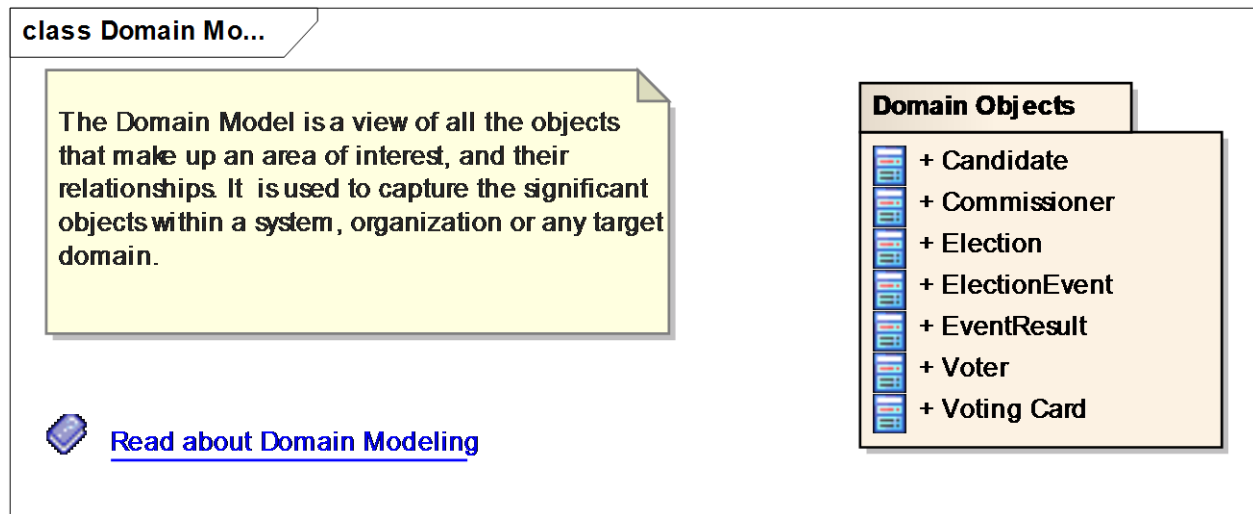 class Domain Mo...
The Domain Model is a view of all the objects
that make up an area of interest, and their
relationships. It is used to capture the significant
objects within a system, organization or any target
domain.
Read about Domain Modeling
Domain Objects
+ Candidate
+ Commissioner
+ Election
+ ElectionEvent
+ EventResult
+ Voter
+ Voting Card